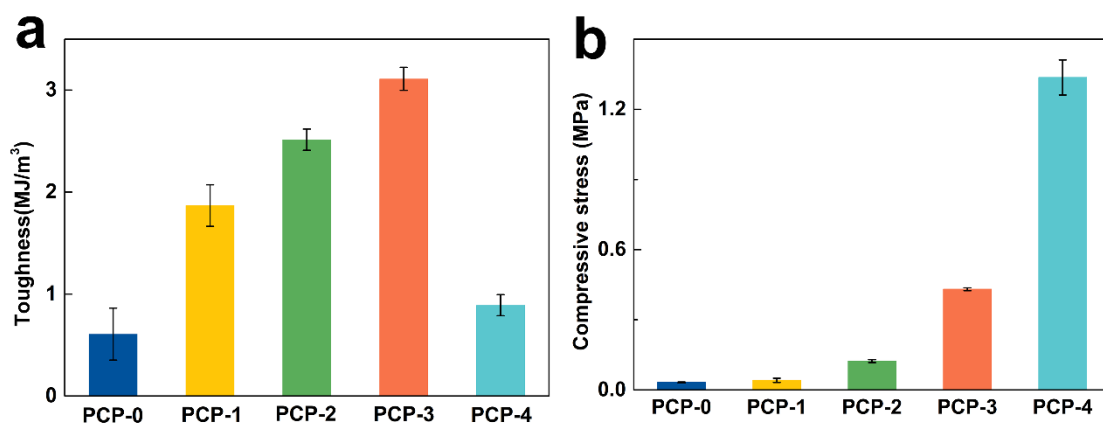 a
Toughness(MJ/m³)
3
2
1
0
PCP-0 PCP-1 PCP-2 PCP-3 PCP-4
b
Compressive stress (MPa)
1.2
0.6
0.0
PCP-0 PCP-1 PCP-2 PCP-3 PCP-4